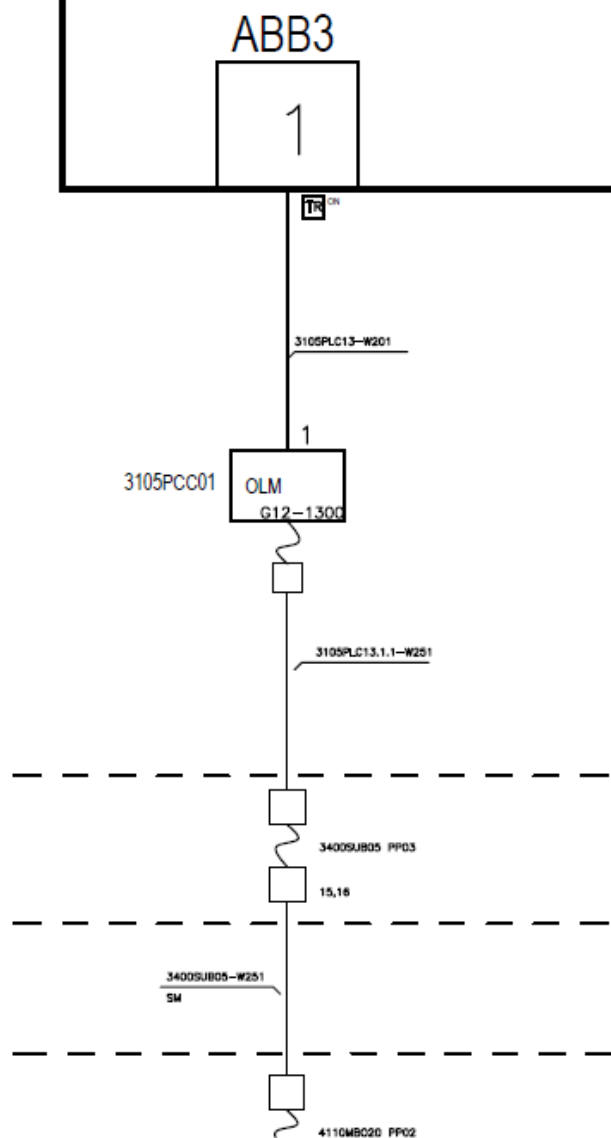 ABB3
1
TR ON
3105PLC13-W201
1
3105PCC01
OLM
G12-1300
3105PLC13.1.1-W251
3400SUB05 PP03
15,16
3400SUB05-W251
SM
4110MBC20 PP02